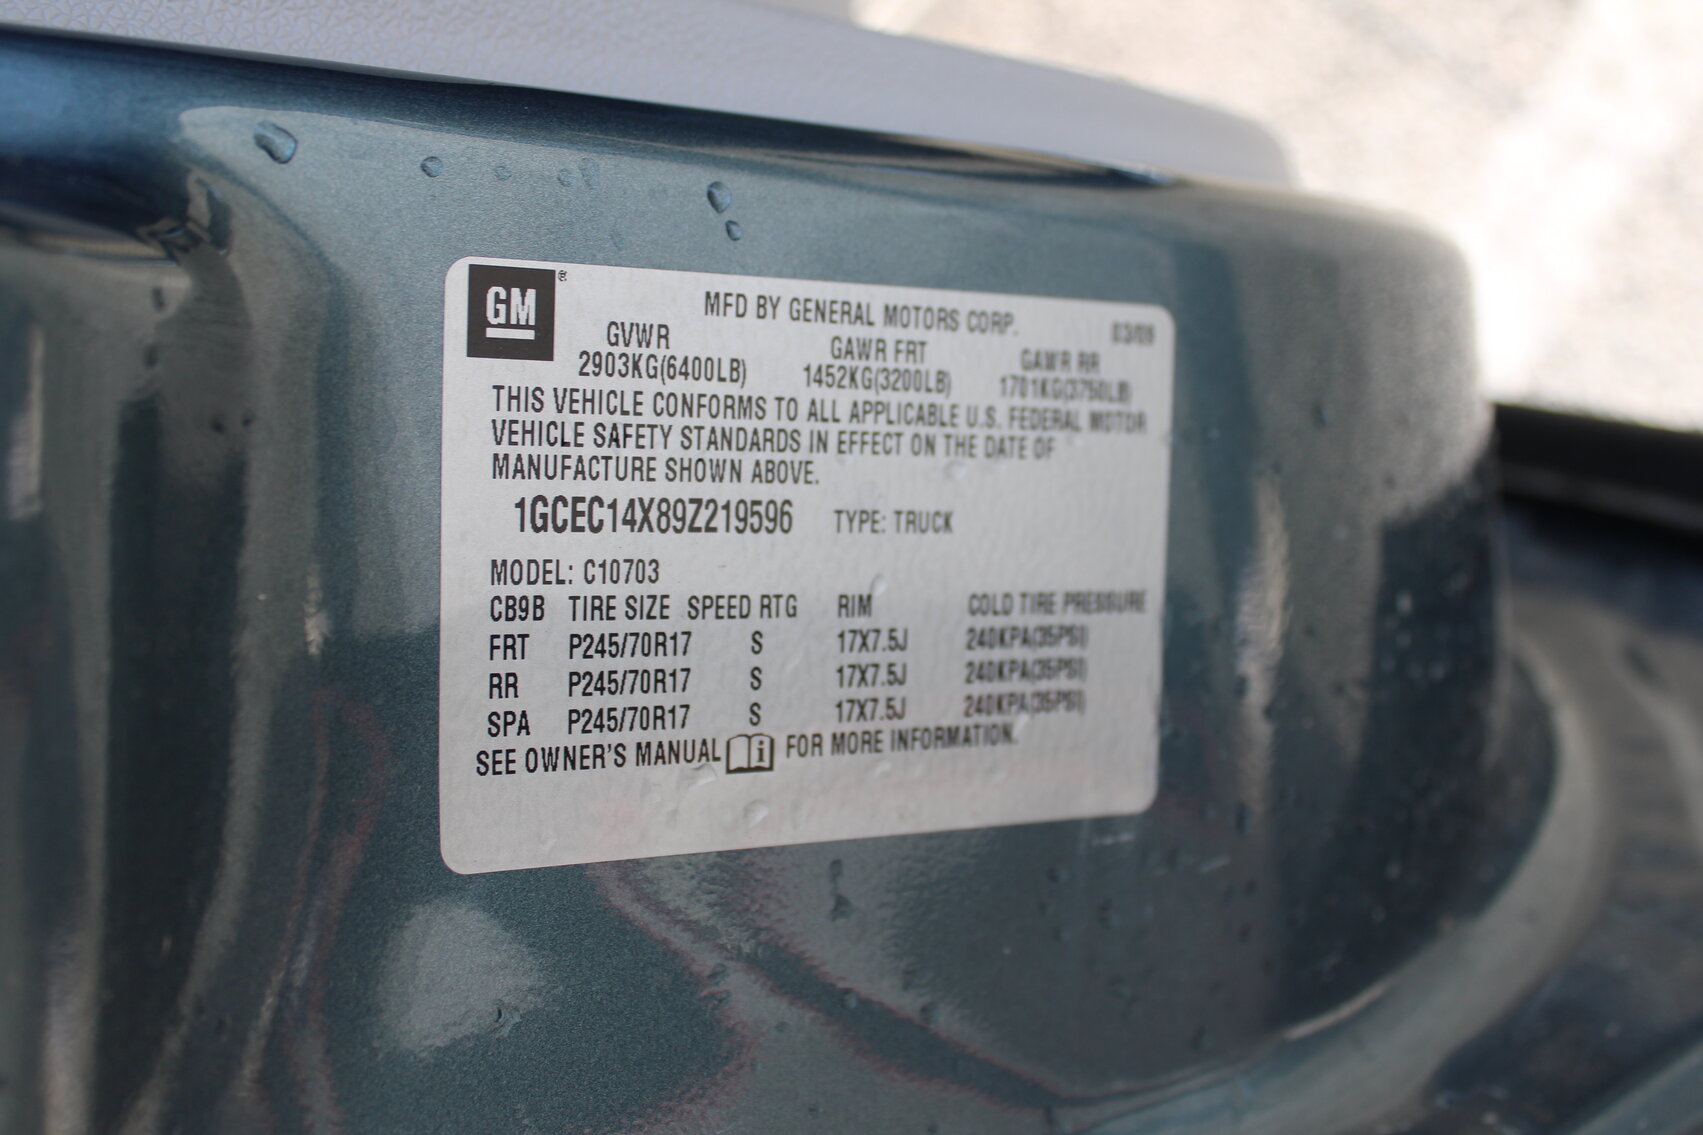 GM ®
MFD BY GENERAL MOTORS CORP. 03/09
GVWR GAWR FRT GAWR RR
2903KG(6400LB) 1452KG(3200LB) 1701KG(3750LB)
THIS VEHICLE CONFORMS TO ALL APPLICABLE U.S. FEDERAL MOTOR
VEHICLE SAFETY STANDARDS IN EFFECT ON THE DATE OF
MANUFACTURE SHOWN ABOVE.
1GCEC14X89Z219596 TYPE: TRUCK
MODEL: C10703
CB9B TIRE SIZE SPEED RTG RIM COLD TIRE PRESSURE
FRT P245/70R17 S 17X7.5J 240KPA(35PSI)
RR P245/70R17 S 17X7.5J 240KPA(35PSI)
SPA P245/70R17 S 17X7.5J 240KPA(35PSI)
SEE OWNER'S MANUAL i FOR MORE INFORMATION.